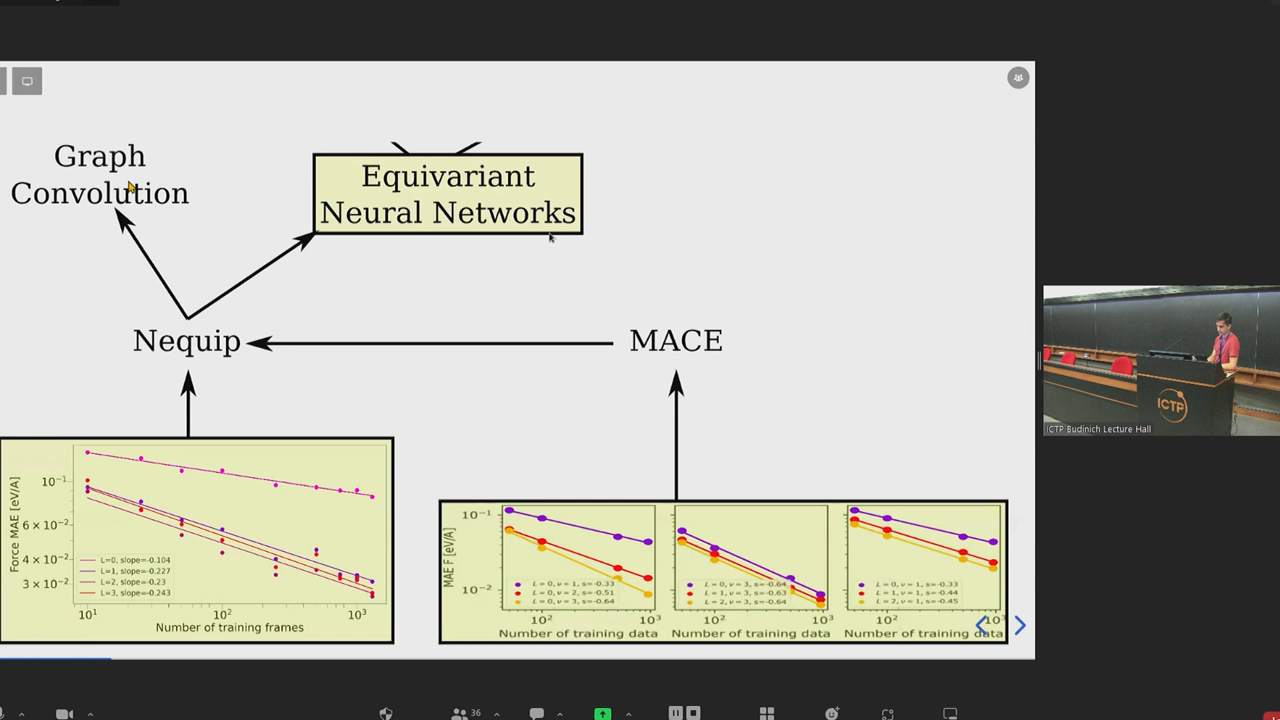 Graph
Convolution
Equivariant
Neural Networks
Nequip
MACE
Force MAE [eV/A]
10⁻¹
6 × 10⁻²
4 × 10⁻²
3 × 10⁻²
L=0, slope=-0.104
L=1, slope=-0.227
L=2, slope=-0.23
L=3, slope=-0.243
10¹
10²
10³
Number of training frames
MAE F [eV/A]
10⁻¹
10⁻²
L = 0, ν = 1, s=-0.33
L = 0, ν = 2, s=-0.51
L = 0, ν = 3, s=-0.64
10²
10³
Number of training data
L = 0, ν = 3, s=-0.64
L = 1, ν = 3, s=-0.63
L = 2, ν = 3, s=-0.64
10²
10³
Number of training data
L = 0, ν = 1, s=-0.33
L = 1, ν = 1, s=-0.44
L = 2, ν = 1, s=-0.45
10²
10³
Number of training data
ICTP
ICTP Budinich Lecture Hall
36